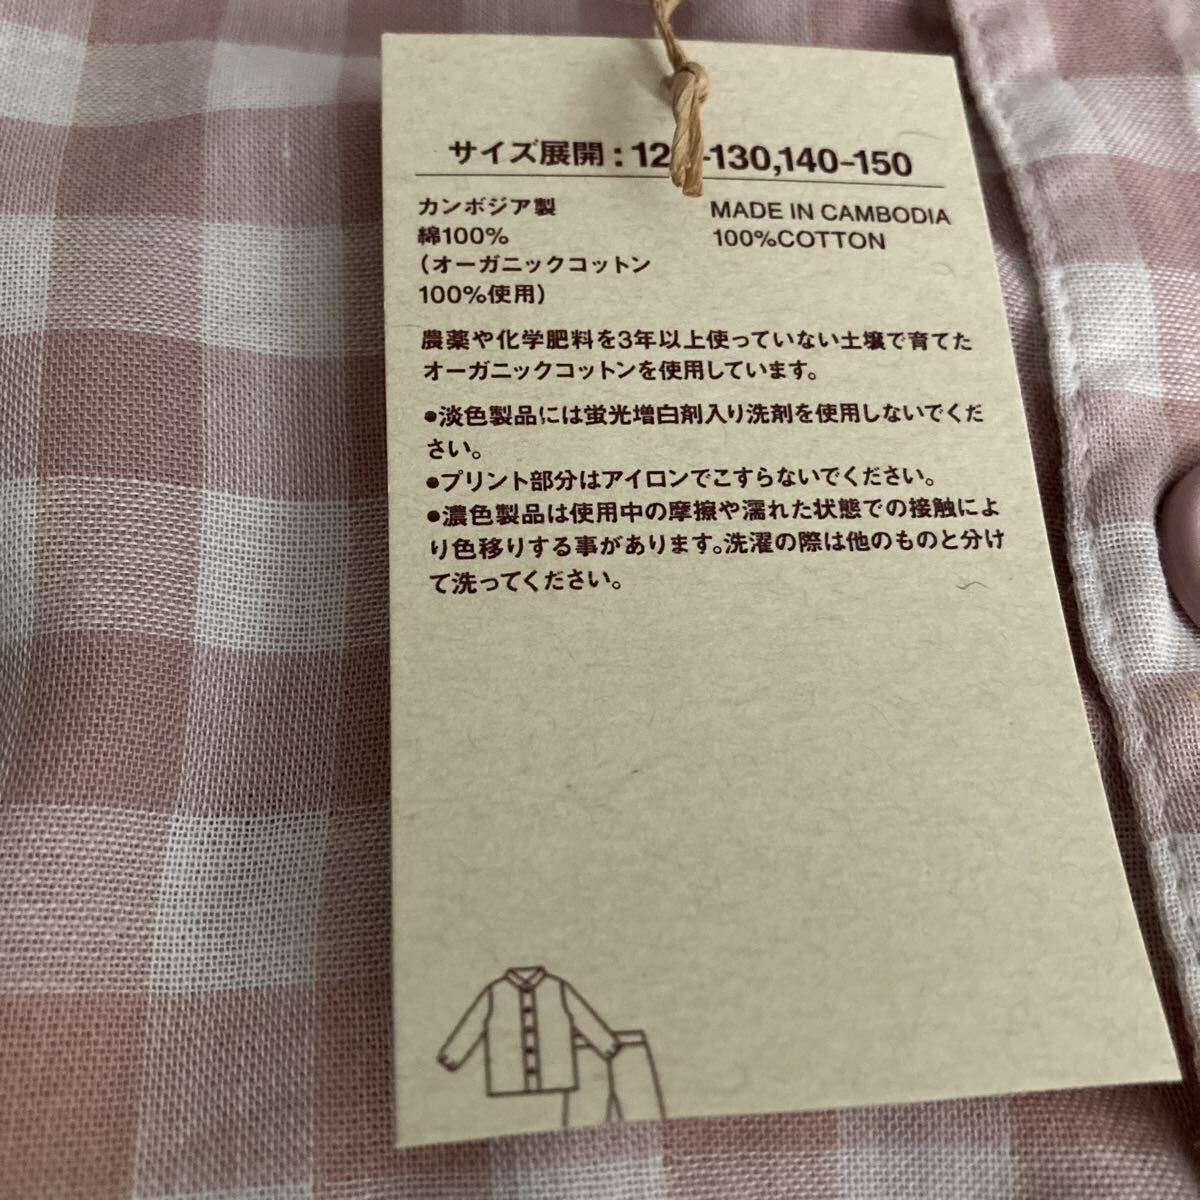 サイズ展開：12 -130,140-150
カンボジア製
綿100%
（オーガニックコットン
100%使用）
MADE IN CAMBODIA
100%COTTON
農薬や化学肥料を3年以上使っていない土壌で育てた
オーガニックコットンを使用しています。
●淡色製品には蛍光増白剤入り洗剤を使用しないでくだ
さい。
●プリント部分はアイロンでこすらないでください。
●濃色製品は使用中の摩擦や濡れた状態での接触によ
り色移りする事があります。洗濯の際は他のものと分け
て洗ってください。